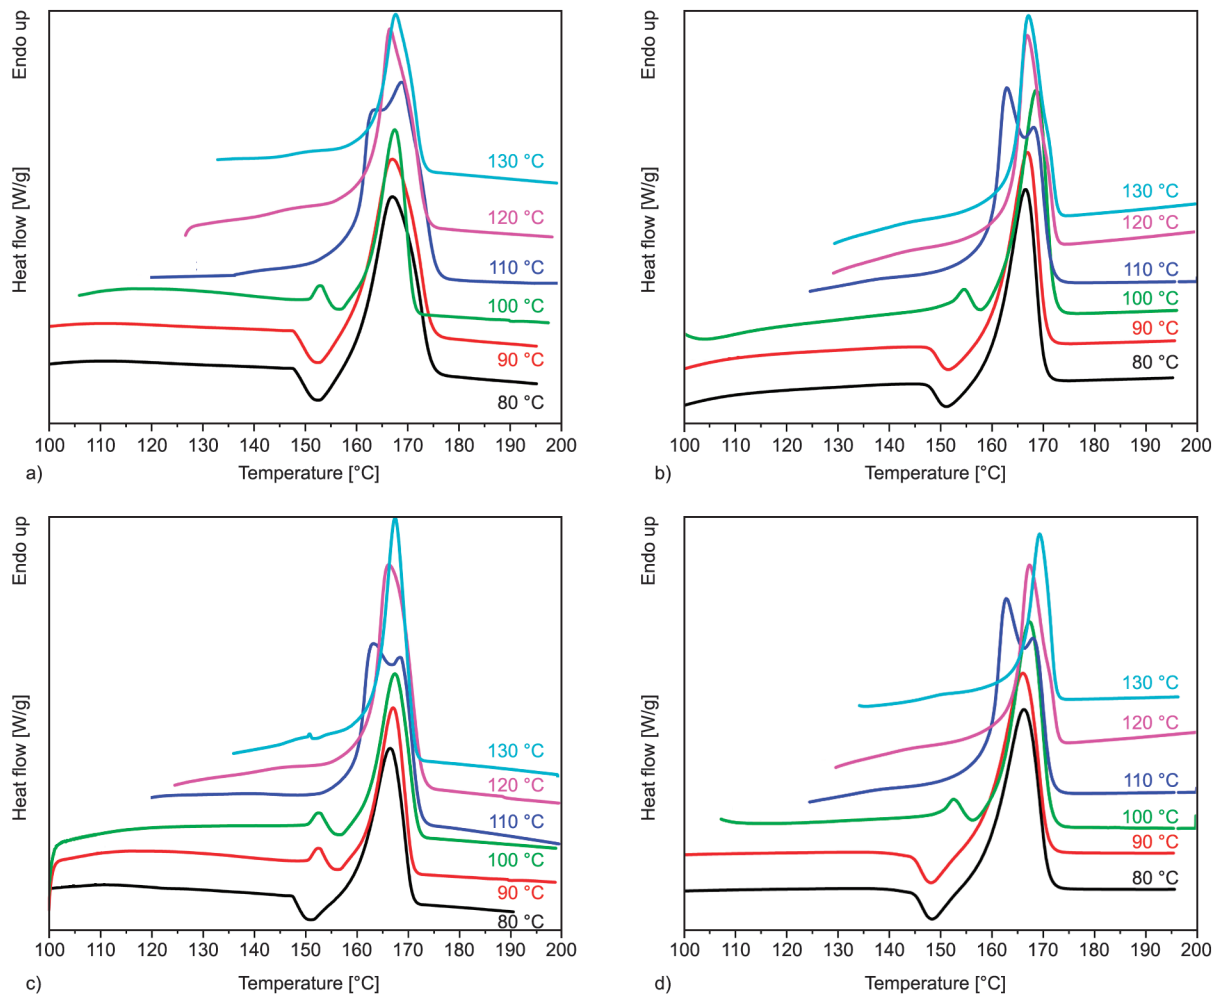 Endo up
Heat flow [W/g]
130 °C
120 °C
110 °C
100 °C
90 °C
80 °C
100 110 120 130 140 150 160 170 180 190 200
a) Temperature [°C]
Endo up
Heat flow [W/g]
130 °C
120 °C
110 °C
100 °C
90 °C
80 °C
100 110 120 130 140 150 160 170 180 190 200
b) Temperature [°C]
Endo up
Heat flow [W/g]
130 °C
120 °C
110 °C
100 °C
90 °C
80 °C
100 110 120 130 140 150 160 170 180 190 200
c) Temperature [°C]
Endo up
Heat flow [W/g]
130 °C
120 °C
110 °C
100 °C
90 °C
80 °C
100 110 120 130 140 150 160 170 180 190 200
d) Temperature [°C]